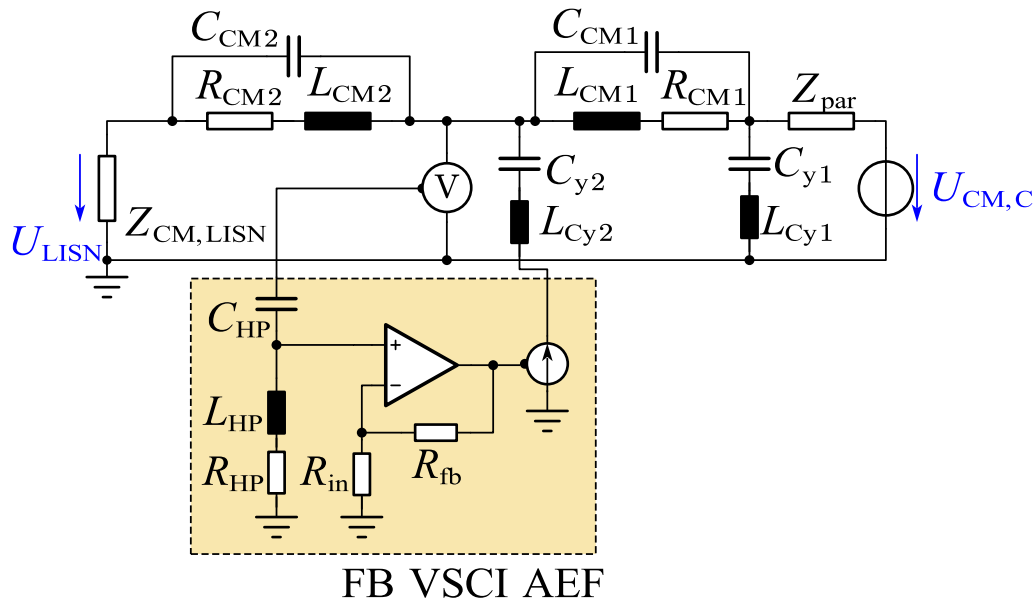 C_CM2
C_CM1
R_CM2 L_CM2
L_CM1 R_CM1
Z_par
V
C_y2
C_y1
U_CM,C
Z_CM,LISN
L_Cy2
L_Cy1
U_LISN
C_HP
+
−
L_HP
R_HP R_in R_fb
FB VSCI AEF